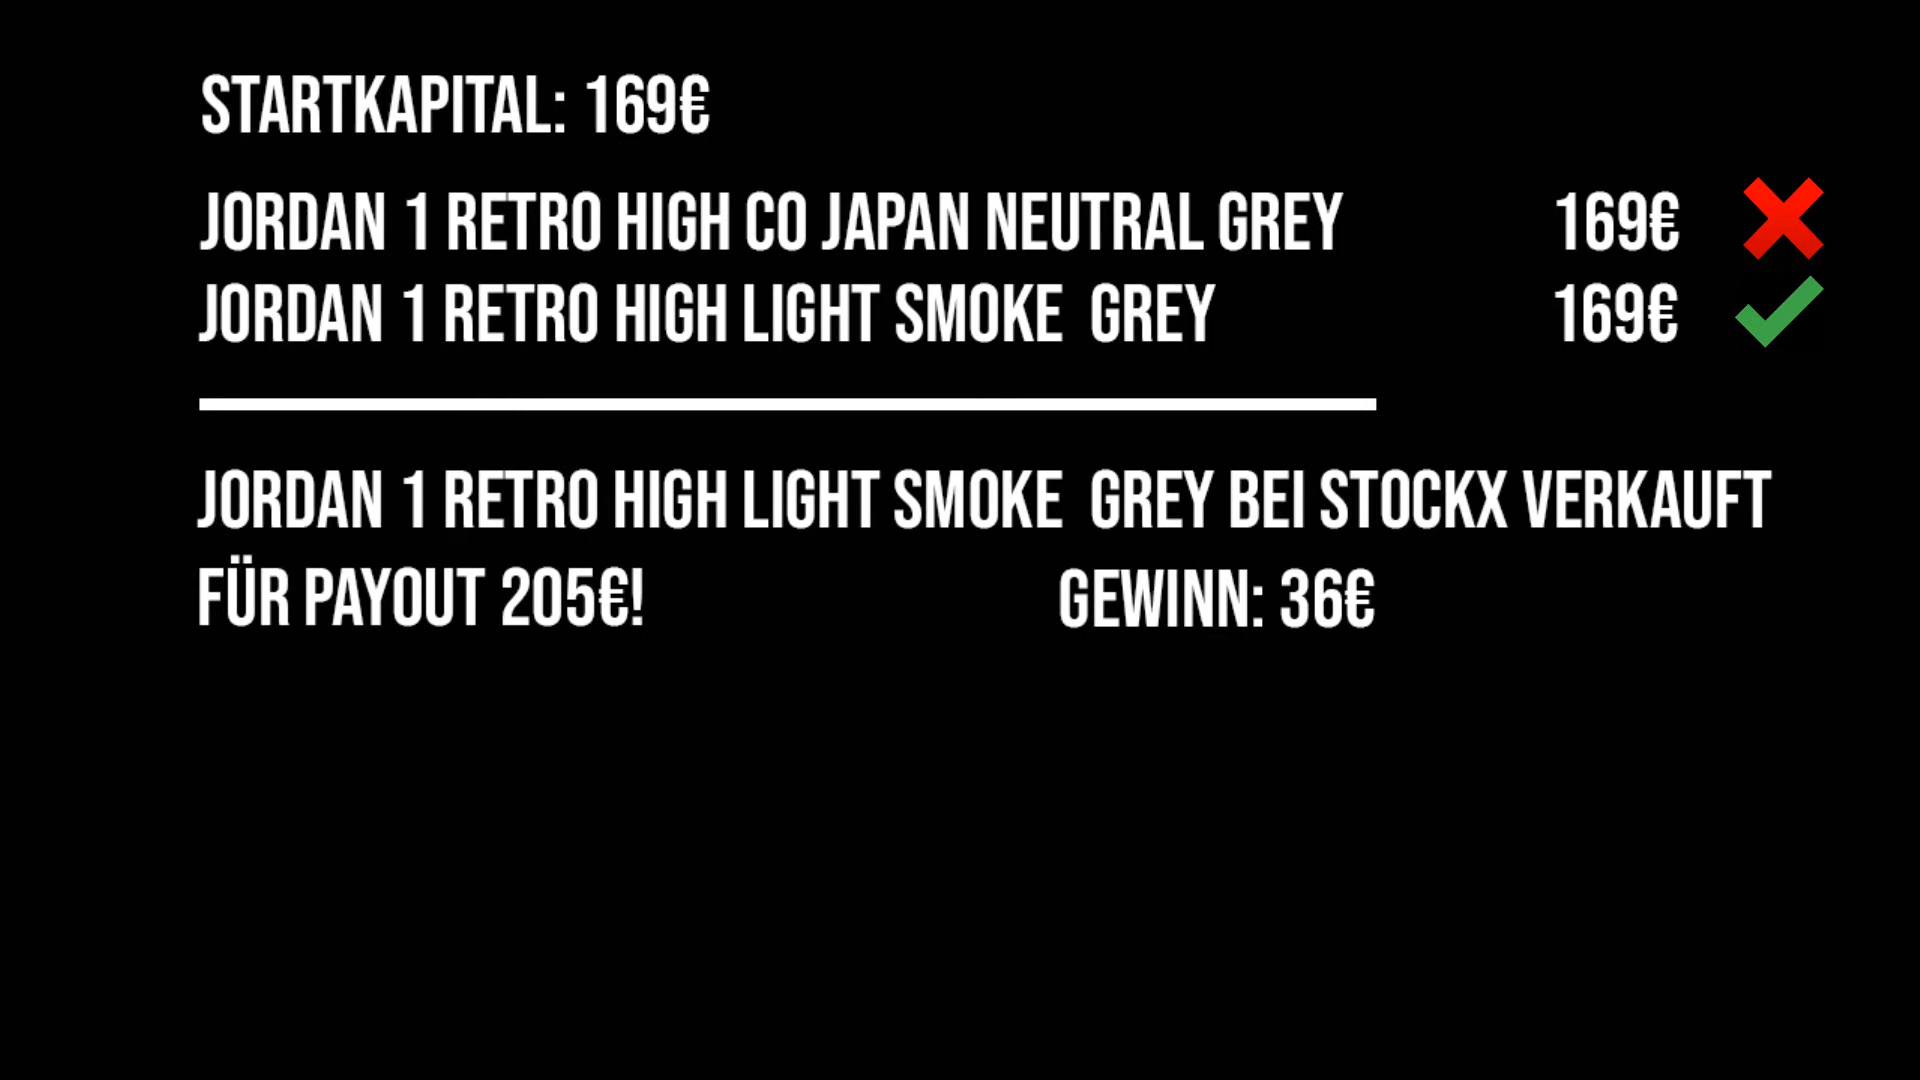 STARTKAPITAL: 169€
JORDAN 1 RETRO HIGH CO JAPAN NEUTRAL GREY 169€
JORDAN 1 RETRO HIGH LIGHT SMOKE GREY 169€
JORDAN 1 RETRO HIGH LIGHT SMOKE GREY BEI STOCKX VERKAUFT
FÜR PAYOUT 205€! GEWINN: 36€